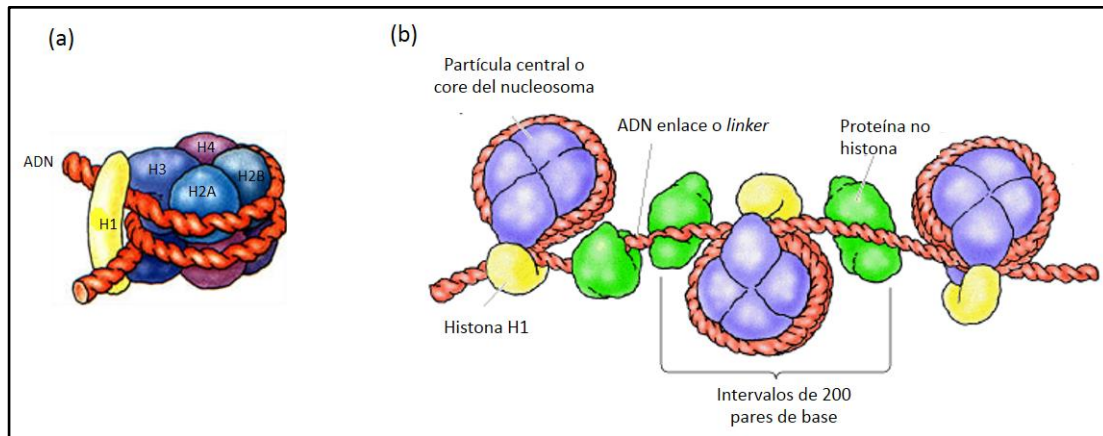 (a)
ADN
H1
H3
H4
H2A
H2B
(b)
Partícula central o
core del nucleosoma
ADN enlace o linker
Proteína no
histona
Histona H1
Intervalos de 200
pares de base